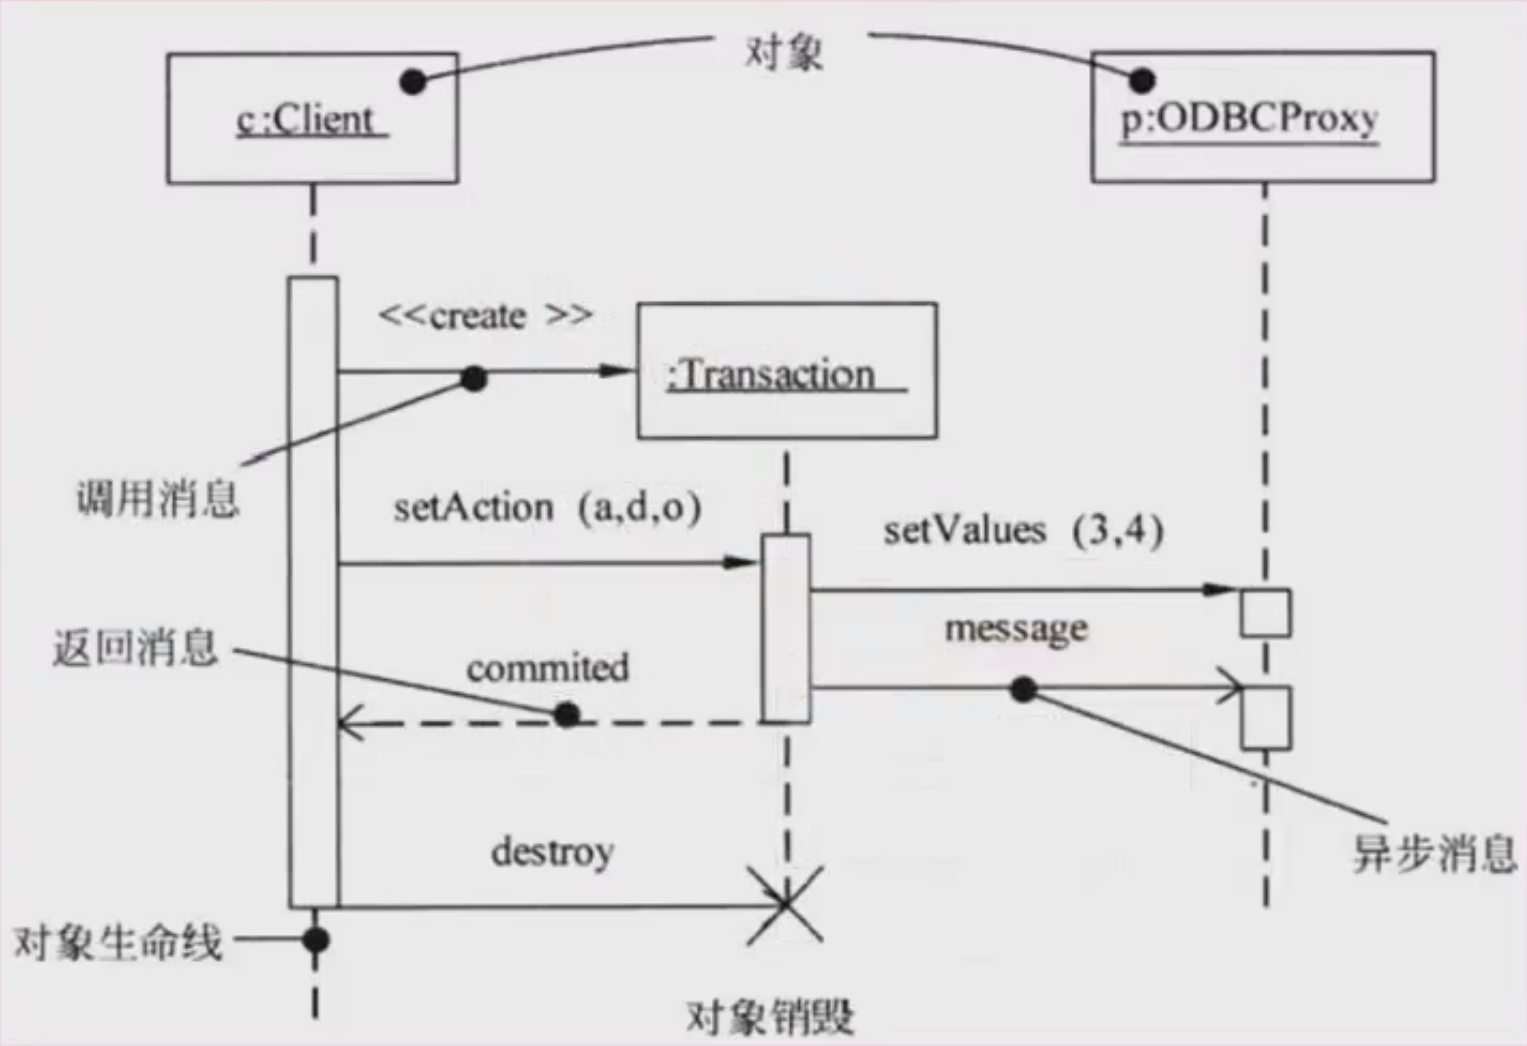 对象
c:Client
p:ODBCProxy
<<create >>
:Transaction
调用消息
setAction (a,d,o)
setValues (3,4)
返回消息
commited
message
destroy
异步消息
对象生命线
对象销毁